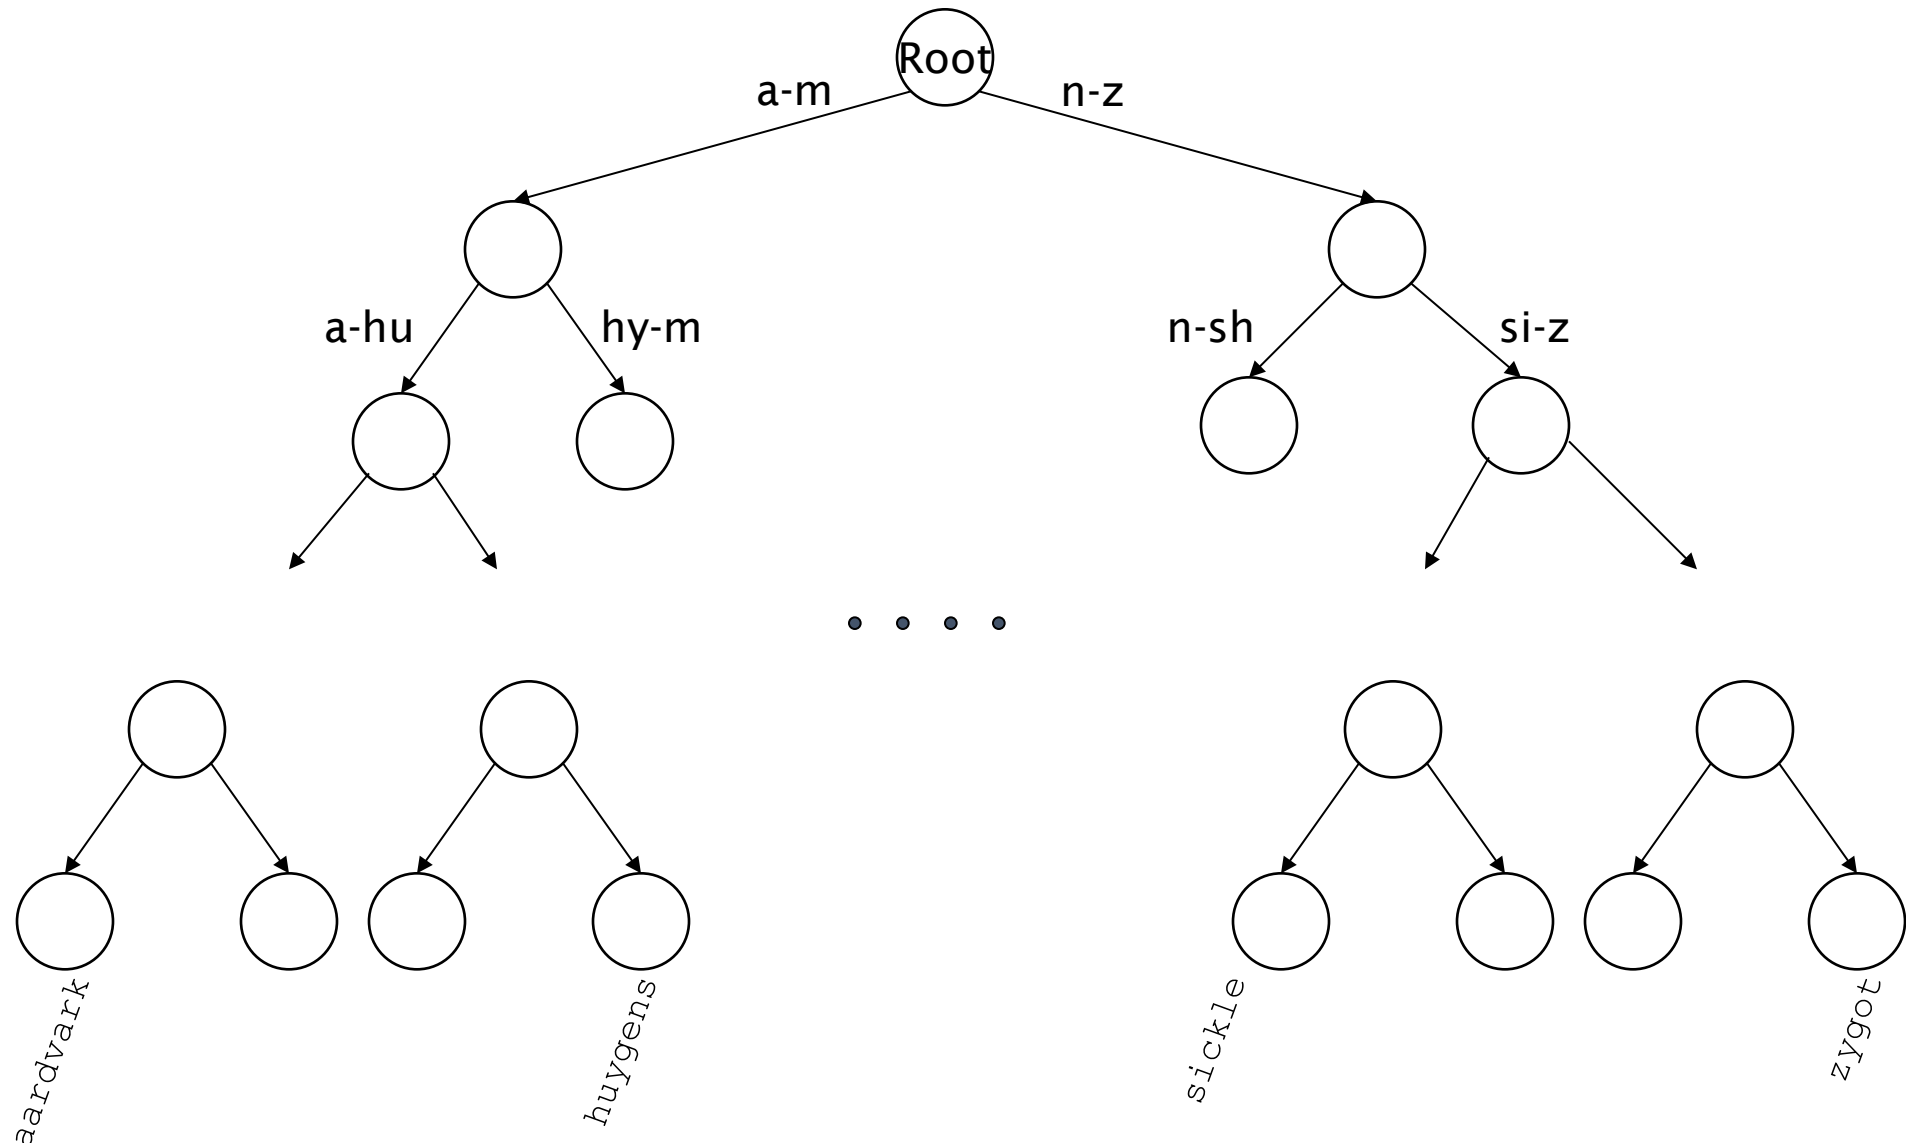 Root
a-m
n-z
a-hu
hy-m
n-sh
si-z
aardvark
huygens
sickle
zygot